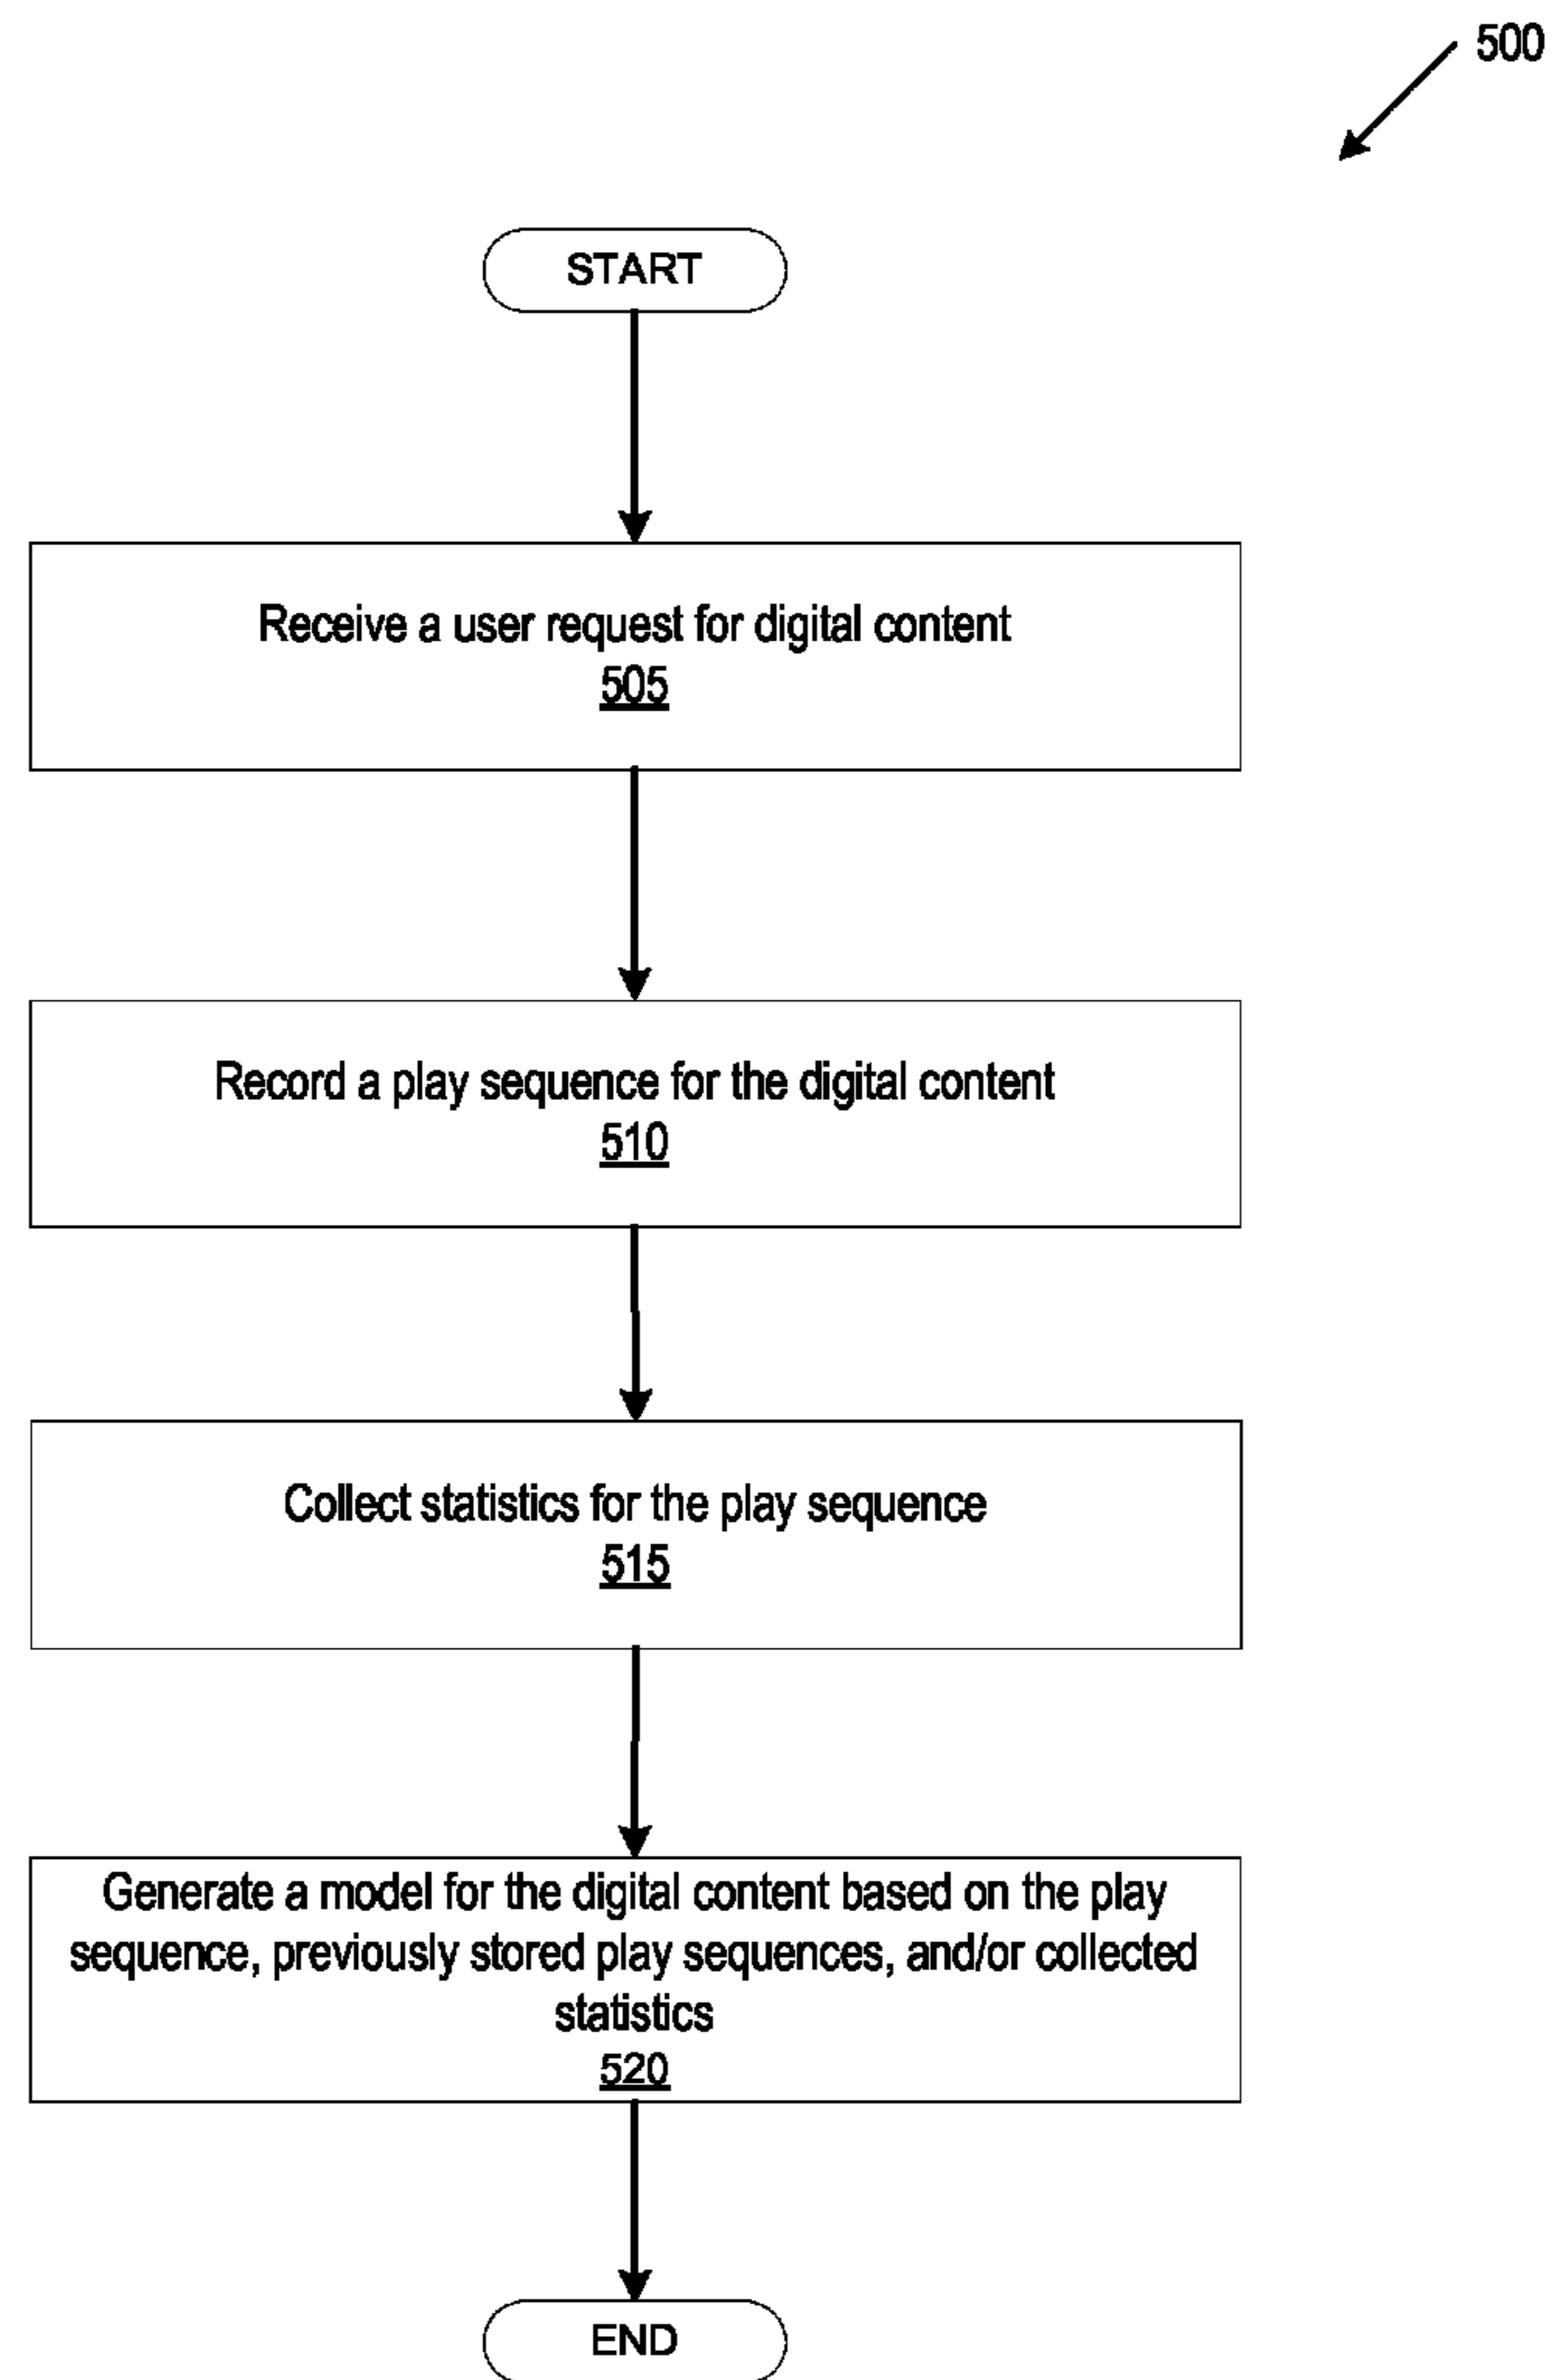 500
START
Receive a user request for digital content
505
Record a play sequence for the digital content
510
Collect statistics for the play sequence
515
Generate a model for the digital content based on the play
sequence, previously stored play sequences, and/or collected
statistics
520
END